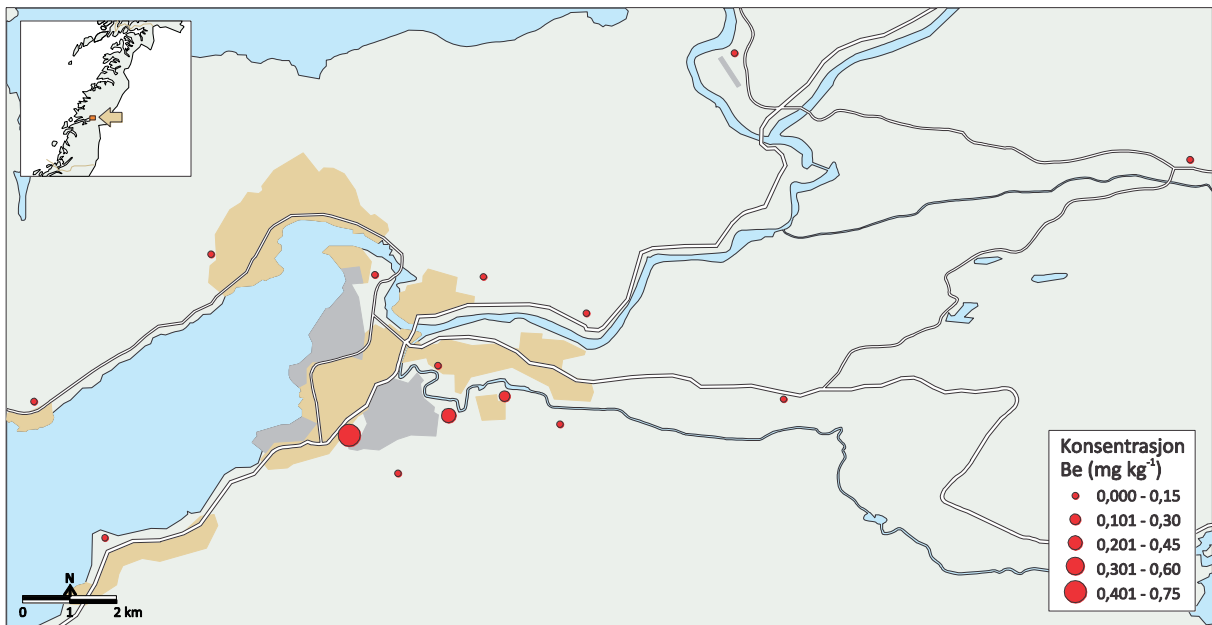 Konsentrasjon
Be (mg kg⁻¹)
0,000 - 0,15
0,101 - 0,30
0,201 - 0,45
0,301 - 0,60
0,401 - 0,75
N
0 1 2 km